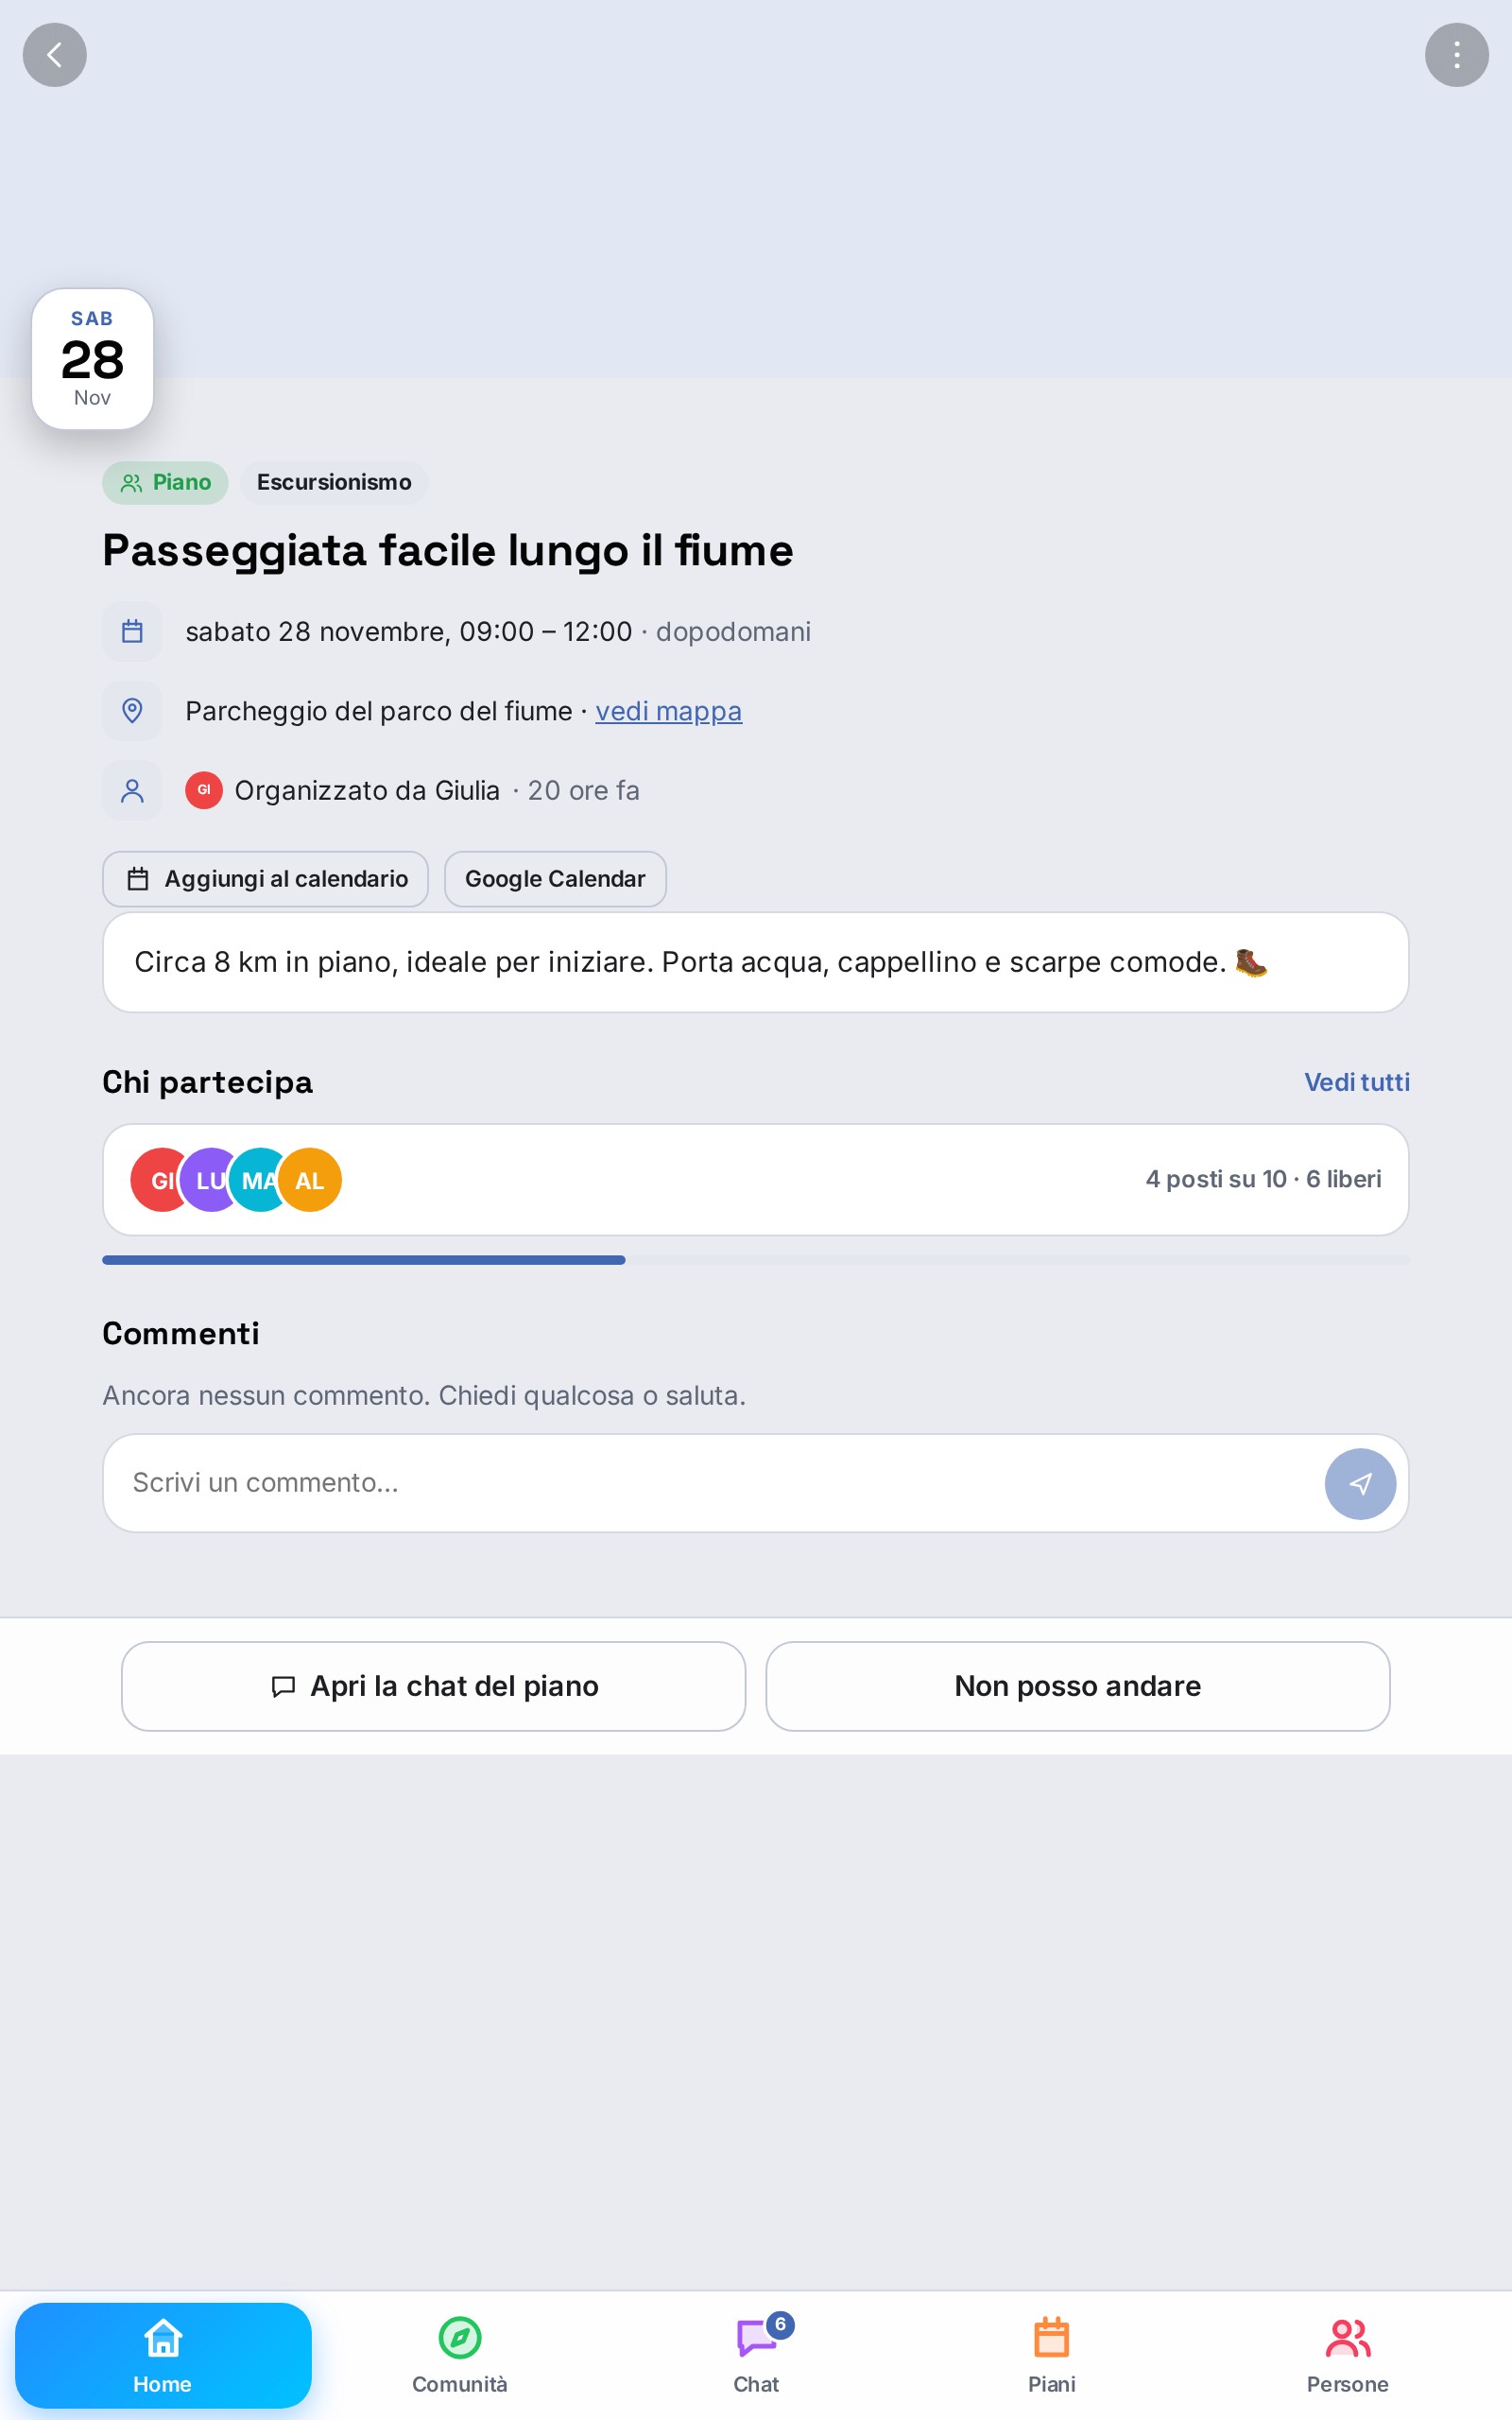 SAB
28
Nov
Piano Escursionismo
Passeggiata facile lungo il fiume
sabato 28 novembre, 09:00 – 12:00 · dopodomani
Parcheggio del parco del fiume · vedi mappa
GI Organizzato da Giulia · 20 ore fa
Aggiungi al calendario Google Calendar
Circa 8 km in piano, ideale per iniziare. Porta acqua, cappellino e scarpe comode. 🥾
Chi partecipa Vedi tutti
GI LU MA AL 4 posti su 10 · 6 liberi
Commenti
Ancora nessun commento. Chiedi qualcosa o saluta.
Scrivi un commento...
Apri la chat del piano Non posso andare
6
Home Comunità Chat Piani Persone